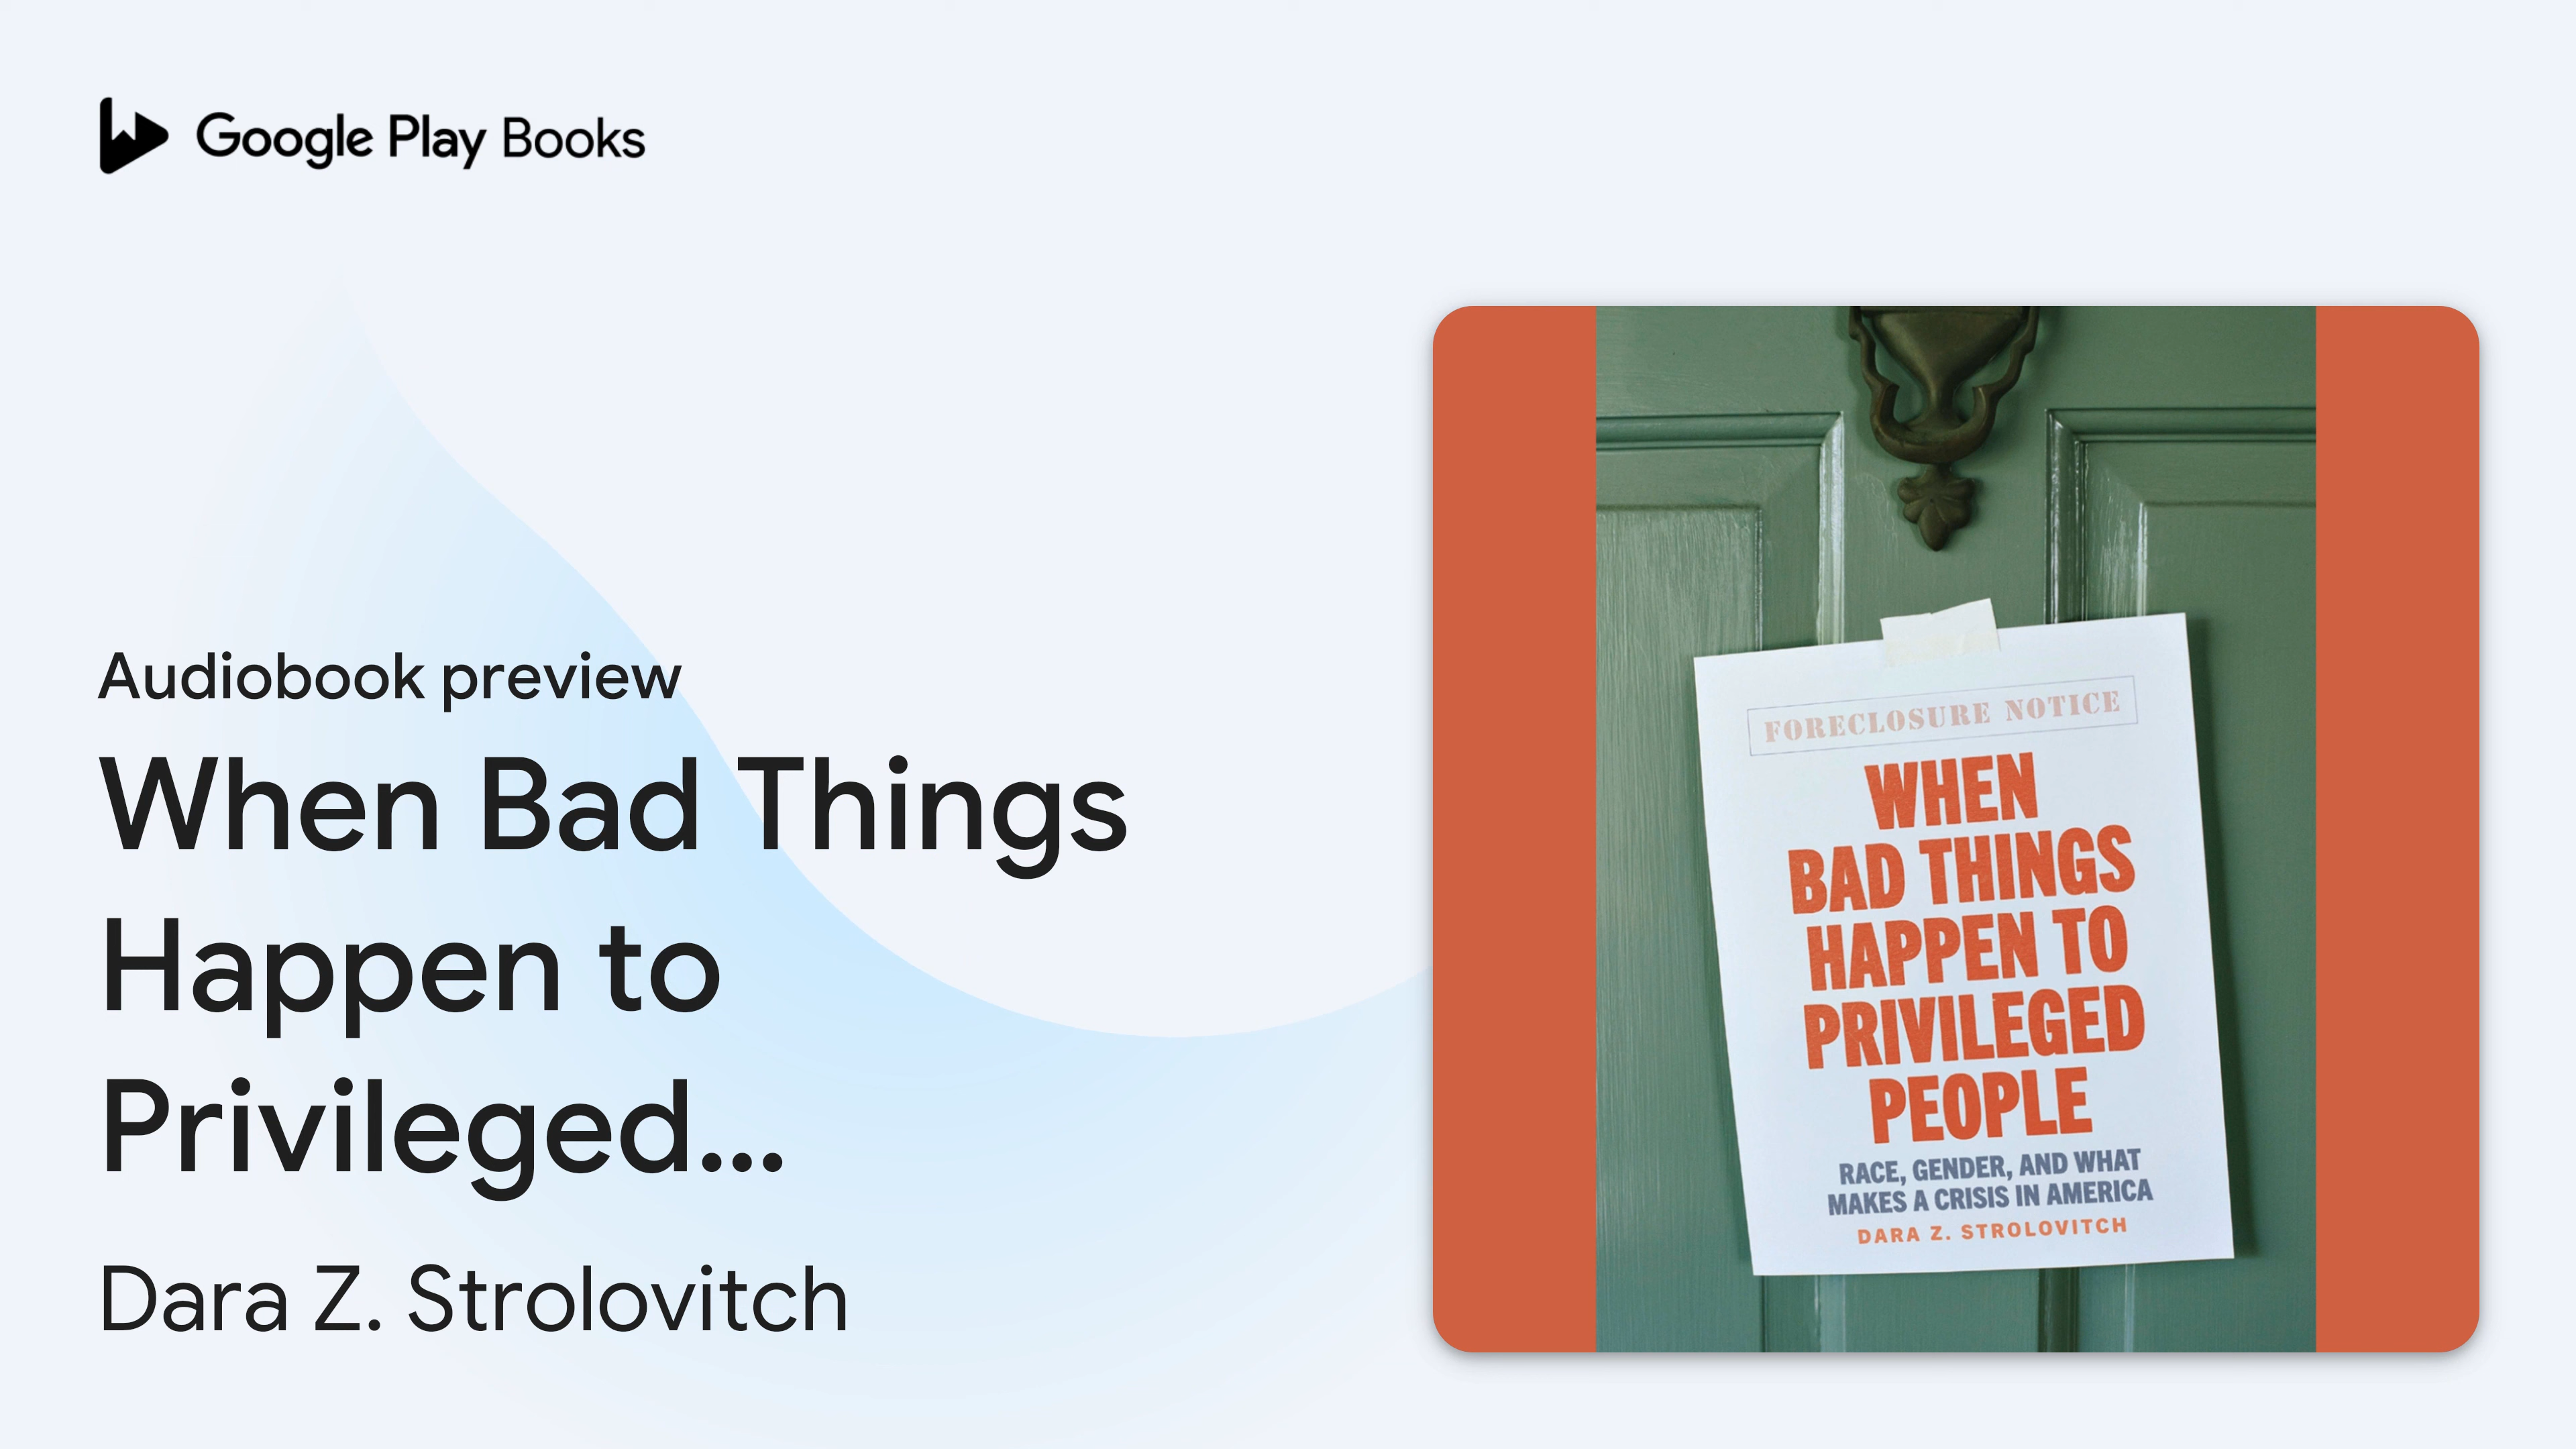 Google Play Books
Audiobook preview
When Bad Things
Happen to
Privileged...
Dara Z. Strolovitch
FORECLOSURE NOTICE
WHEN
BAD THINGS
HAPPEN TO
PRIVILEGED
PEOPLE
RACE, GENDER, AND WHAT
MAKES A CRISIS IN AMERICA
DARA Z. STROLOVITCH